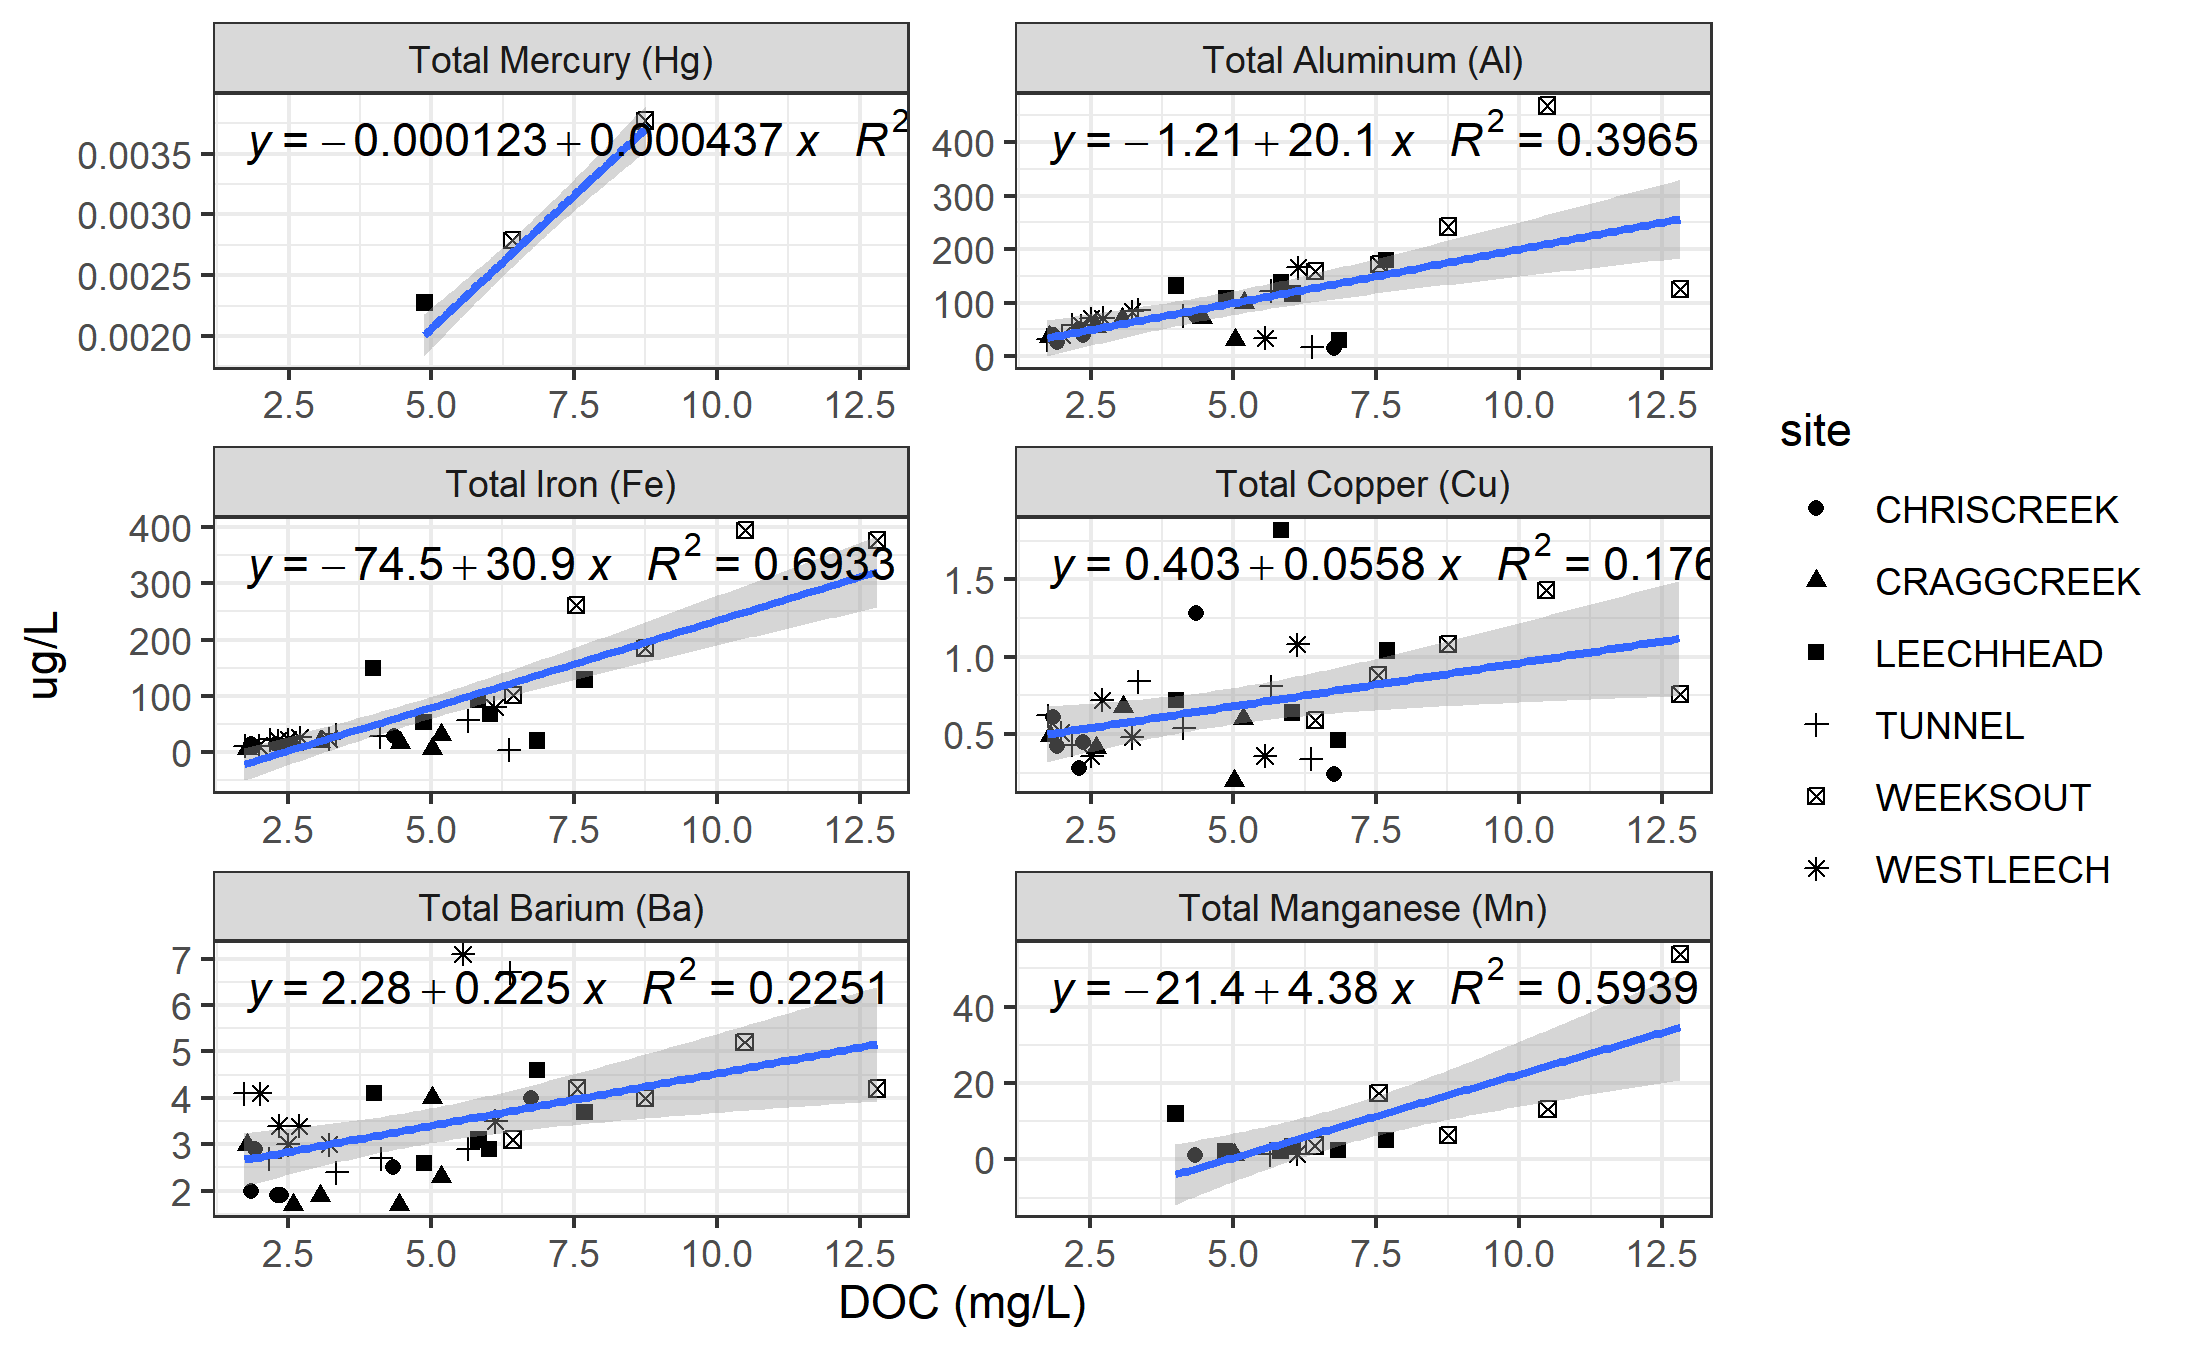 Total Mercury (Hg)
Total Aluminum (Al)
y = −0.000123+0.000437 x R²
y = −1.21+20.1 x R² = 0.3965
0.0035
0.0030
0.0025
0.0020
400
300
200
100
0
2.5 5.0 7.5 10.0 12.5
2.5 5.0 7.5 10.0 12.5
Total Iron (Fe)
Total Copper (Cu)
y = −74.5+30.9 x R² = 0.6933
y = 0.403+0.0558 x R² = 0.176
400
300
200
100
0
1.5
1.0
0.5
2.5 5.0 7.5 10.0 12.5
2.5 5.0 7.5 10.0 12.5
Total Barium (Ba)
Total Manganese (Mn)
y = 2.28+0.225 x R² = 0.2251
y = −21.4+4.38 x R² = 0.5939
7
6
5
4
3
2
40
20
0
2.5 5.0 7.5 10.0 12.5
2.5 5.0 7.5 10.0 12.5
ug/L
DOC (mg/L)
site
CHRISCREEK
CRAGGCREEK
LEECHHEAD
TUNNEL
WEEKSOUT
WESTLEECH